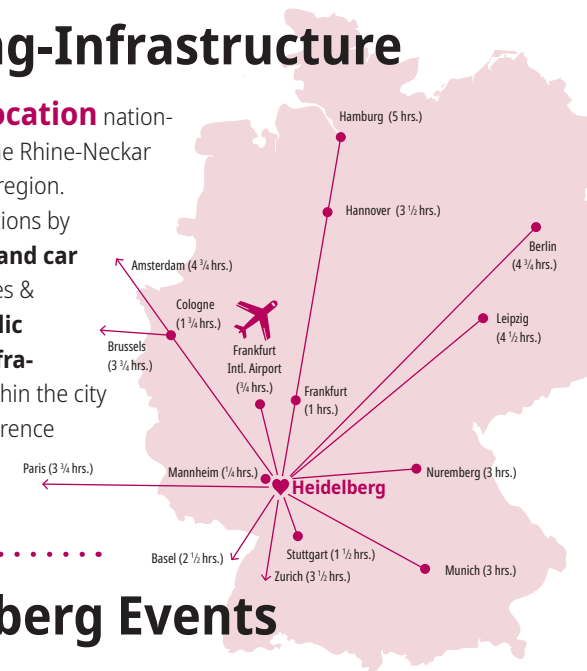 ng-Infrastructure
ocation nation-
ne Rhine-Neckar
region.
tions by
and car
es &
lic
fra-
hin the city
rence
Hamburg (5 hrs.)
Hannover (3 ½ hrs.)
Berlin
(4 ¾ hrs.)
Amsterdam (4 ¾ hrs.)
Cologne
(1 ¾ hrs.)
Leipzig
(4 ½ hrs.)
Brussels
(3 ¾ hrs.)
Frankfurt
Intl. Airport
(¾ hrs.)
Frankfurt
(1 hrs.)
Paris (3 ¾ hrs.)
Mannheim (¼ hrs.)
Heidelberg
Nuremberg (3 hrs.)
Basel (2 ½ hrs.)
Stuttgart (1 ½ hrs.)
Zurich (3 ½ hrs.)
Munich (3 hrs.)
berg Events